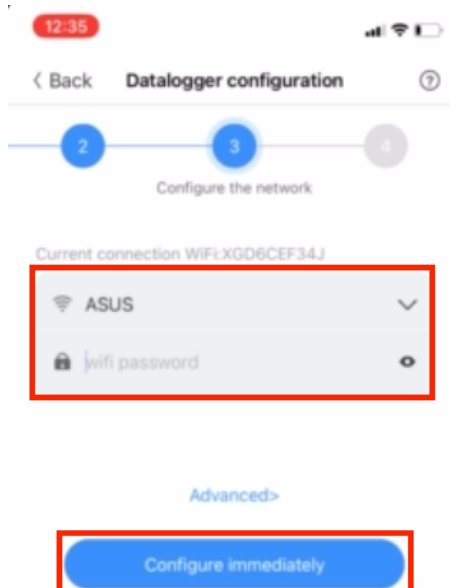 12:35
< Back Datalogger configuration ?
2 3 4
Configure the network
Current connection WiFi:XGD6CEF34J
ASUS
wifi password
Advanced>
Configure immediately